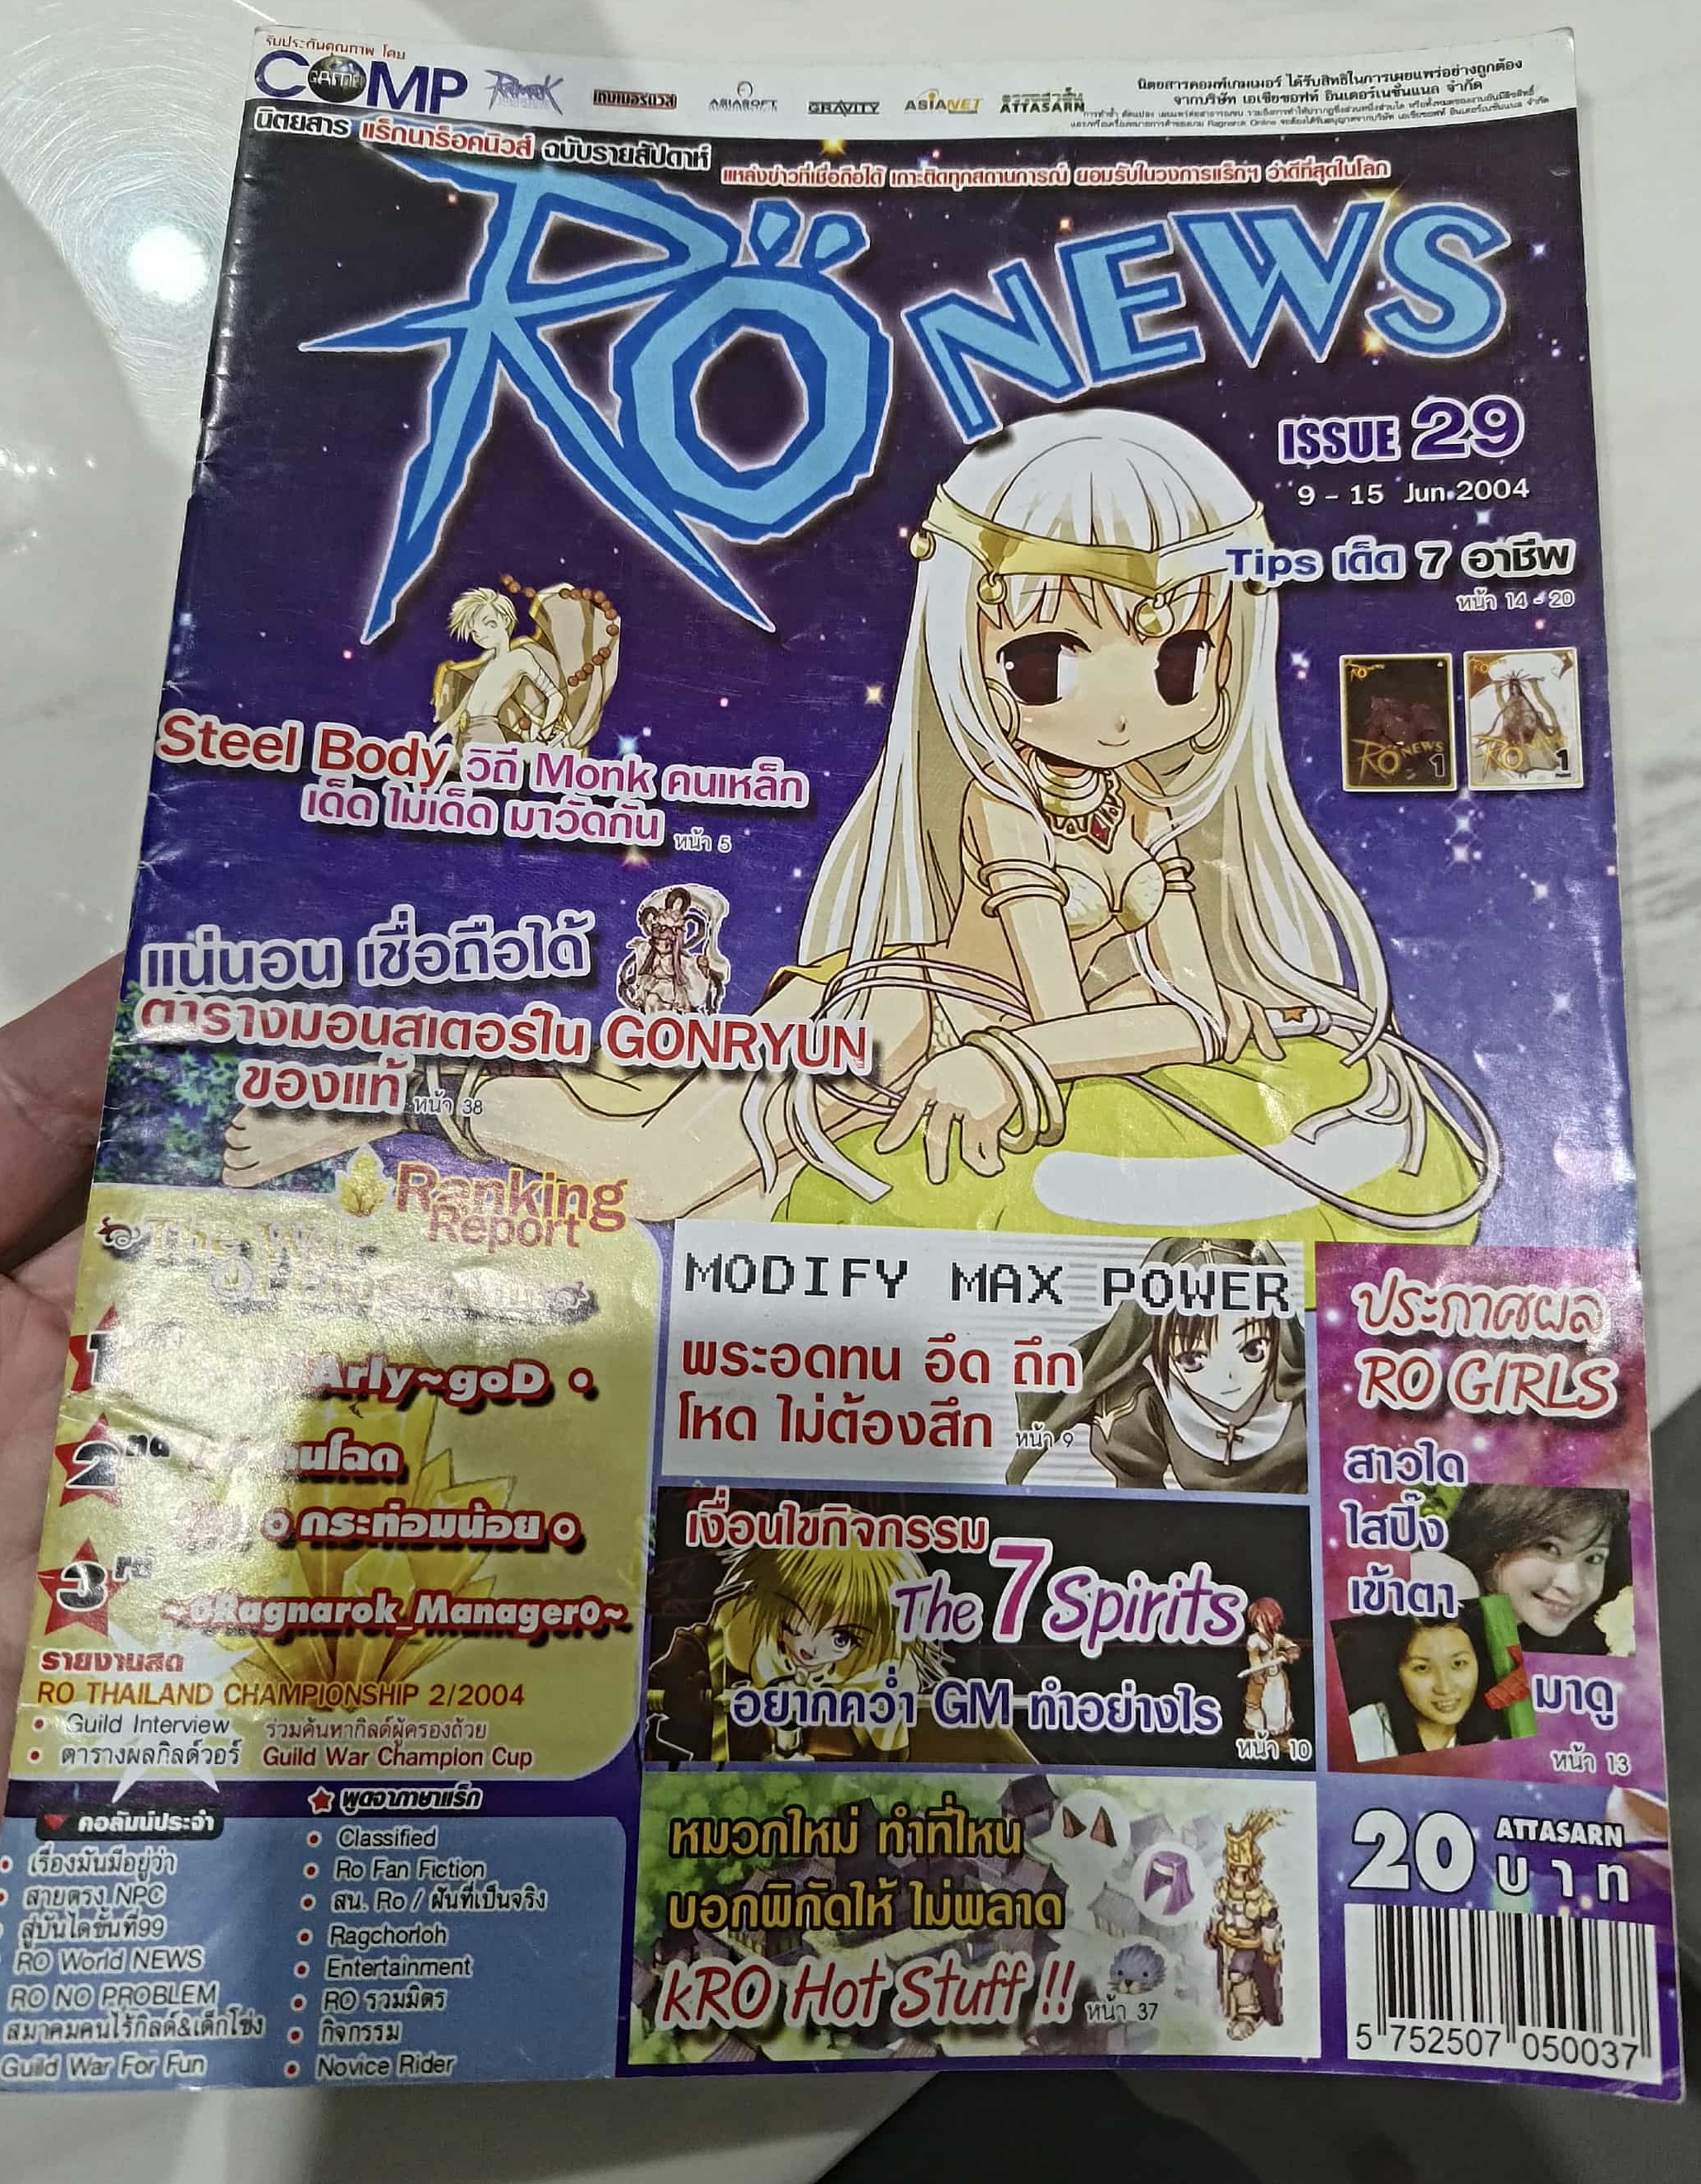 รับประกันคุณภาพ โดย
COMP
GAME
RAGNAROK
เกมเมอร์นิวส์
ASIASOFT
GRAVITY
ASIANET
ATTASARN
นิตยสารคอมพ์เกมเมอร์ ได้รับสิทธิในการเผยแพร่อย่างถูกต้อง
จากบริษัท เอเชียซอฟท์ อินเตอร์เนชั่นแนล จำกัด
นิตยสาร แร็กนาร็อคนิวส์ ฉบับรายสัปดาห์
แหล่งข่าวที่เชื่อถือได้ เกาะติดทุกสถานการณ์ ยอมรับในวงการแร็กฯ ว่าดีที่สุดในโลก
RÖ NEWS
ISSUE 29
9 - 15 Jun 2004
Tips เด็ด 7 อาชีพ
หน้า 14 - 20
RO NEWS 1
Steel Body วิถี Monk คนเหล็ก
เด็ด ไม่เด็ด มาวัดกัน หน้า 5
แน่นอน เชื่อถือได้
ตารางมอนสเตอร์ใน GONRYUN
ของแท้ หน้า 38
Ranking
Report
The
1
Arly~goD
2nd
นโฉด
กระท่อมน้อย
3rd
~oRagnarok_Manager0~
รายงานสด
RO THAILAND CHAMPIONSHIP 2/2004
• Guild Interview ร่วมค้นหากิลด์ผู้ครองถ้วย
• ตารางผลกิลด์วอร์ Guild War Champion Cup
MODIFY MAX POWER
พระอดทน อึด ถึก
โหด ไม่ต้องสึก หน้า 9
เงื่อนไขกิจกรรม
The 7 Spirits
อยากคว่ำ GM ทำอย่างไร
หน้า 10
ประกาศผล
RO GIRLS
สาวใด
ใสปิ๊ง
เข้าตา
มาดู
หน้า 13
คอลัมน์ประจำ
เรื่องมันมีอยู่ว่า
สายตรง NPC
สู่บันไดขั้นที่99
RO World NEWS
RO NO PROBLEM
สมาคมคนไร้กิลด์&เด็กโข่ง
Guild War For Fun
พูดจาภาษาแร็ก
• Classified
• Ro Fan Fiction
• สน. Ro / ฝันที่เป็นจริง
• Ragchorloh
• Entertainment
• RO รวมมิตร
• กิจกรรม
• Novice Rider
หมวกใหม่ ทำที่ไหน
บอกพิกัดให้ ไม่พลาด
kRO Hot Stuff !! หน้า 37
20 บาท
ATTASARN
5 752507 050037